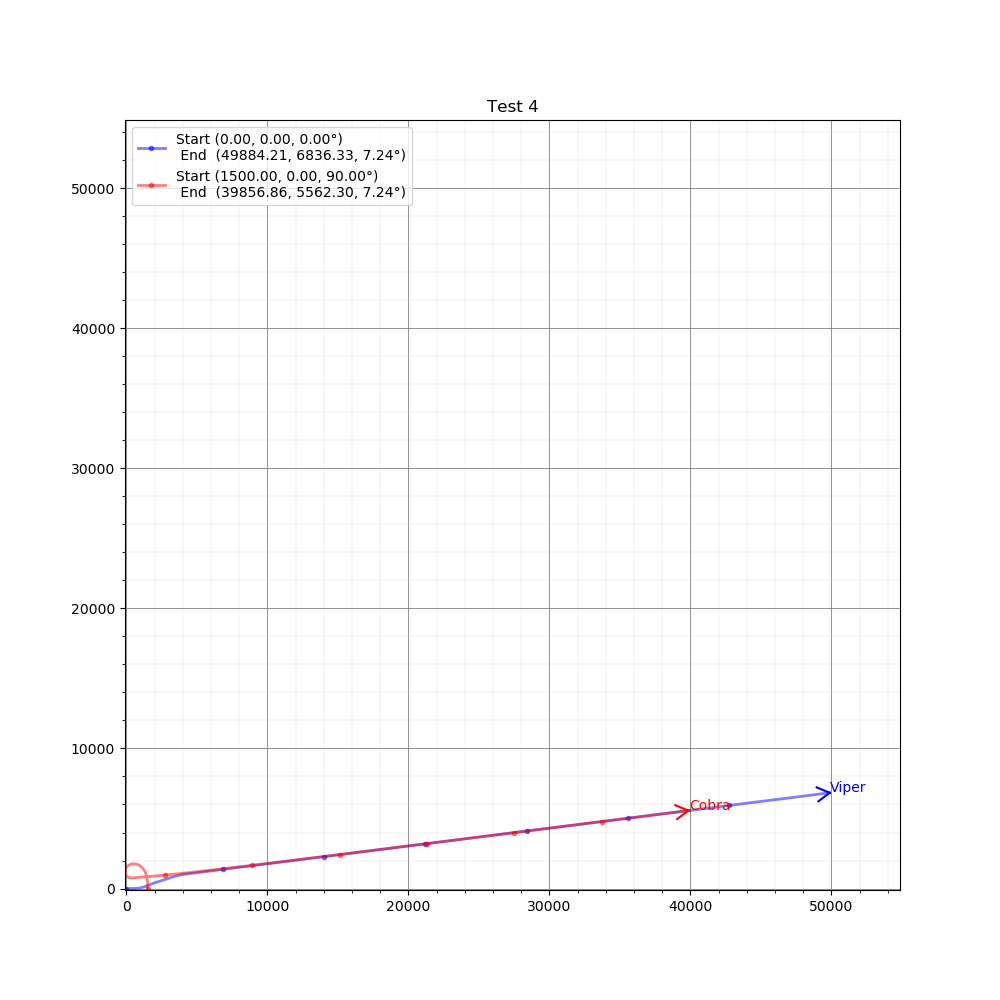 Test 4
Start (0.00, 0.00, 0.00°)
End  (49884.21, 6836.33, 7.24°)
Start (1500.00, 0.00, 90.00°)
End  (39856.86, 5562.30, 7.24°)
50000
40000
30000
20000
10000
0
Viper
Cobra
0
10000
20000
30000
40000
50000